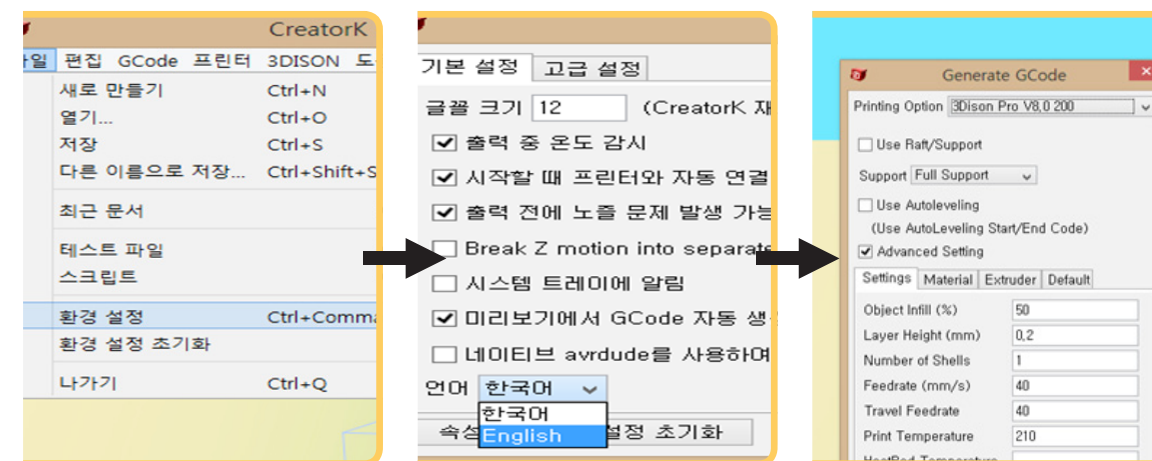 CreatorK
일 편집 GCode 프린터 3DISON 도
새로 만들기 Ctrl+N
열기... Ctrl+O
저장 Ctrl+S
다른 이름으로 저장... Ctrl+Shift+S
최근 문서
테스트 파일
스크립트
환경 설정 Ctrl+Comma
환경 설정 초기화
나가기 Ctrl+Q
기본 설정 고급 설정
글꼴 크기 12 (CreatorK 재
출력 중 온도 감시
시작할 때 프린터와 자동 연결
출력 전에 노즐 문제 발생 가능
Break Z motion into separate
시스템 트레이에 알림
미리보기에서 GCode 자동 생
네이티브 avrdude를 사용하여
언어 한국어
한국어
English
속성 설정 초기화
Generate GCode
Printing Option 3Dison Pro V8,0 200
Use Raft/Support
Support Full Support
Use Autoleveling
(Use AutoLeveling Start/End Code)
Advanced Setting
Settings Material Extruder Default
Object Infill (%) 50
Layer Height (mm) 0,2
Number of Shells 1
Feedrate (mm/s) 40
Travel Feedrate 40
Print Temperature 210
HeatBed Temperature